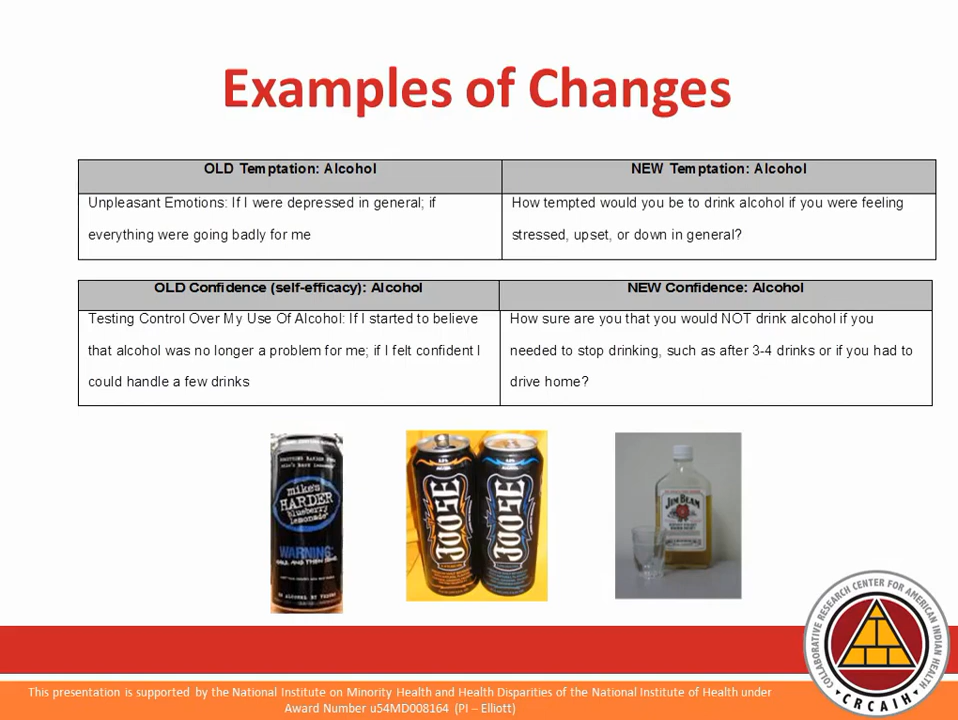 Examples of Changes
OLD Temptation: Alcohol
NEW Temptation: Alcohol
Unpleasant Emotions: If I were depressed in general; if
everything were going badly for me
How tempted would you be to drink alcohol if you were feeling
stressed, upset, or down in general?
OLD Confidence (self-efficacy): Alcohol
NEW Confidence: Alcohol
Testing Control Over My Use Of Alcohol: If I started to believe
that alcohol was no longer a problem for me; if I felt confident I
could handle a few drinks
How sure are you that you would NOT drink alcohol if you
needed to stop drinking, such as after 3-4 drinks or if you had to
drive home?
mike's
HARDER
blueberry
lemonade
WARNING
JOOSE
JOOSE
JIM BEAM
COLLABORATIVE RESEARCH CENTER FOR AMERICAN INDIAN HEALTH
CRCAIH
This presentation is supported by the National Institute on Minority Health and Health Disparities of the National Institute of Health under
Award Number u54MD008164 (PI – Elliott)